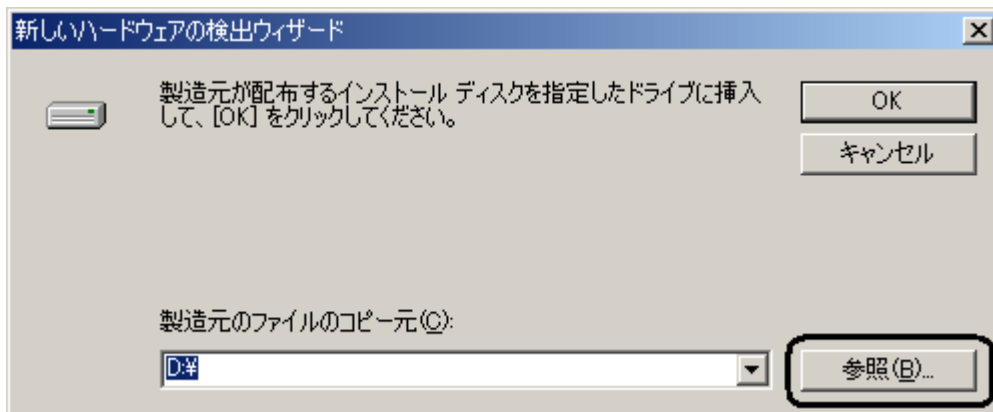 新しいハードウェアの検出ウィザード
製造元が配布するインストール ディスクを指定したドライブに挿入
して、[OK] をクリックしてください。
OK
キャンセル
製造元のファイルのコピー元(C):
D:¥
参照(B)...